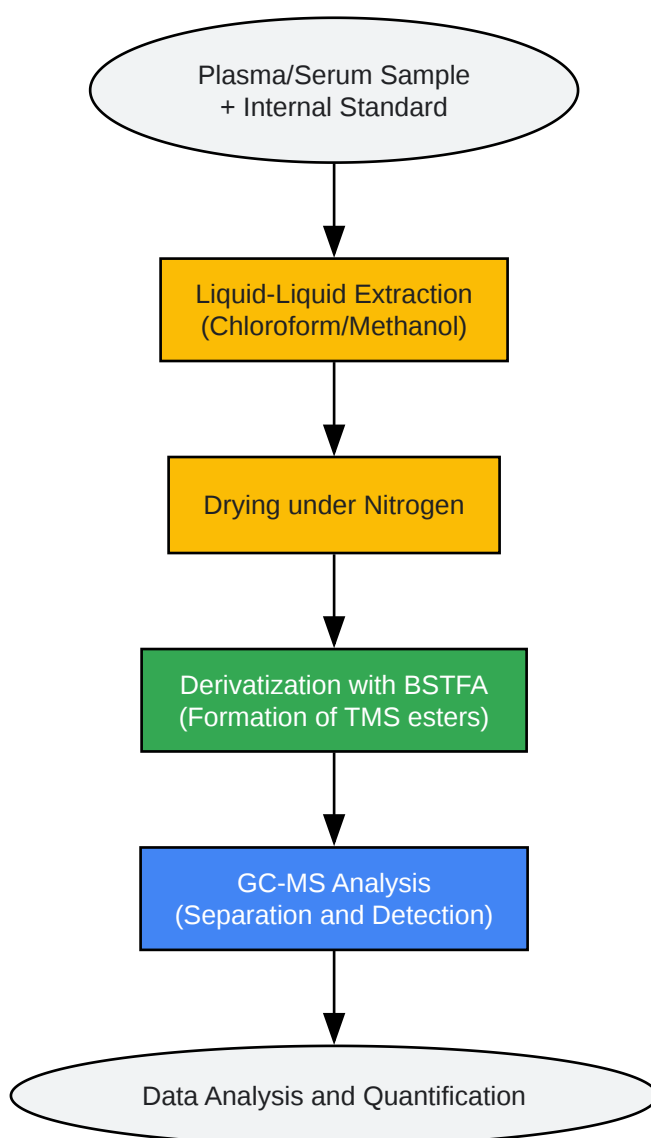 Plasma/Serum Sample
+ Internal Standard
Liquid-Liquid Extraction
(Chloroform/Methanol)
Drying under Nitrogen
Derivatization with BSTFA
(Formation of TMS esters)
GC-MS Analysis
(Separation and Detection)
Data Analysis and Quantification